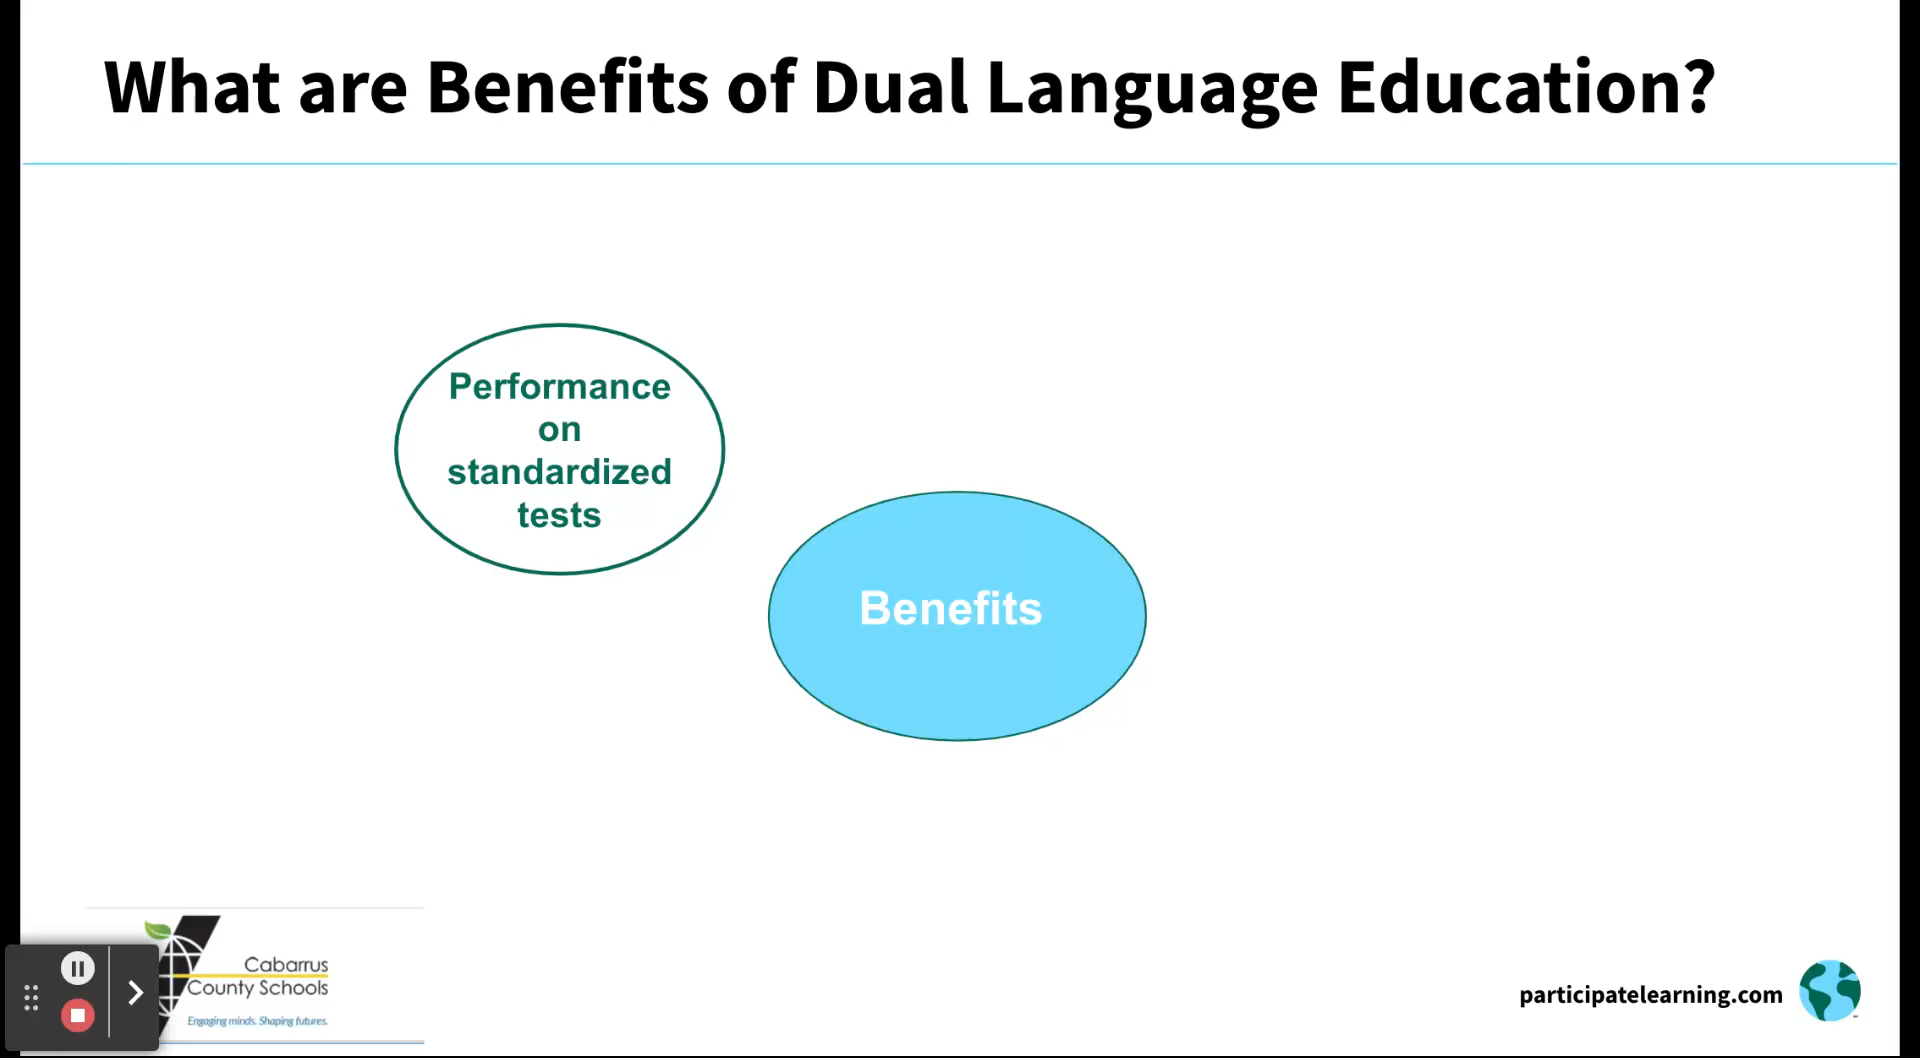 What are Benefits of Dual Language Education?
Performance
on
standardized
tests
Benefits
Cabarrus
County Schools
Engaging minds. Shaping futures.
participatelearning.com